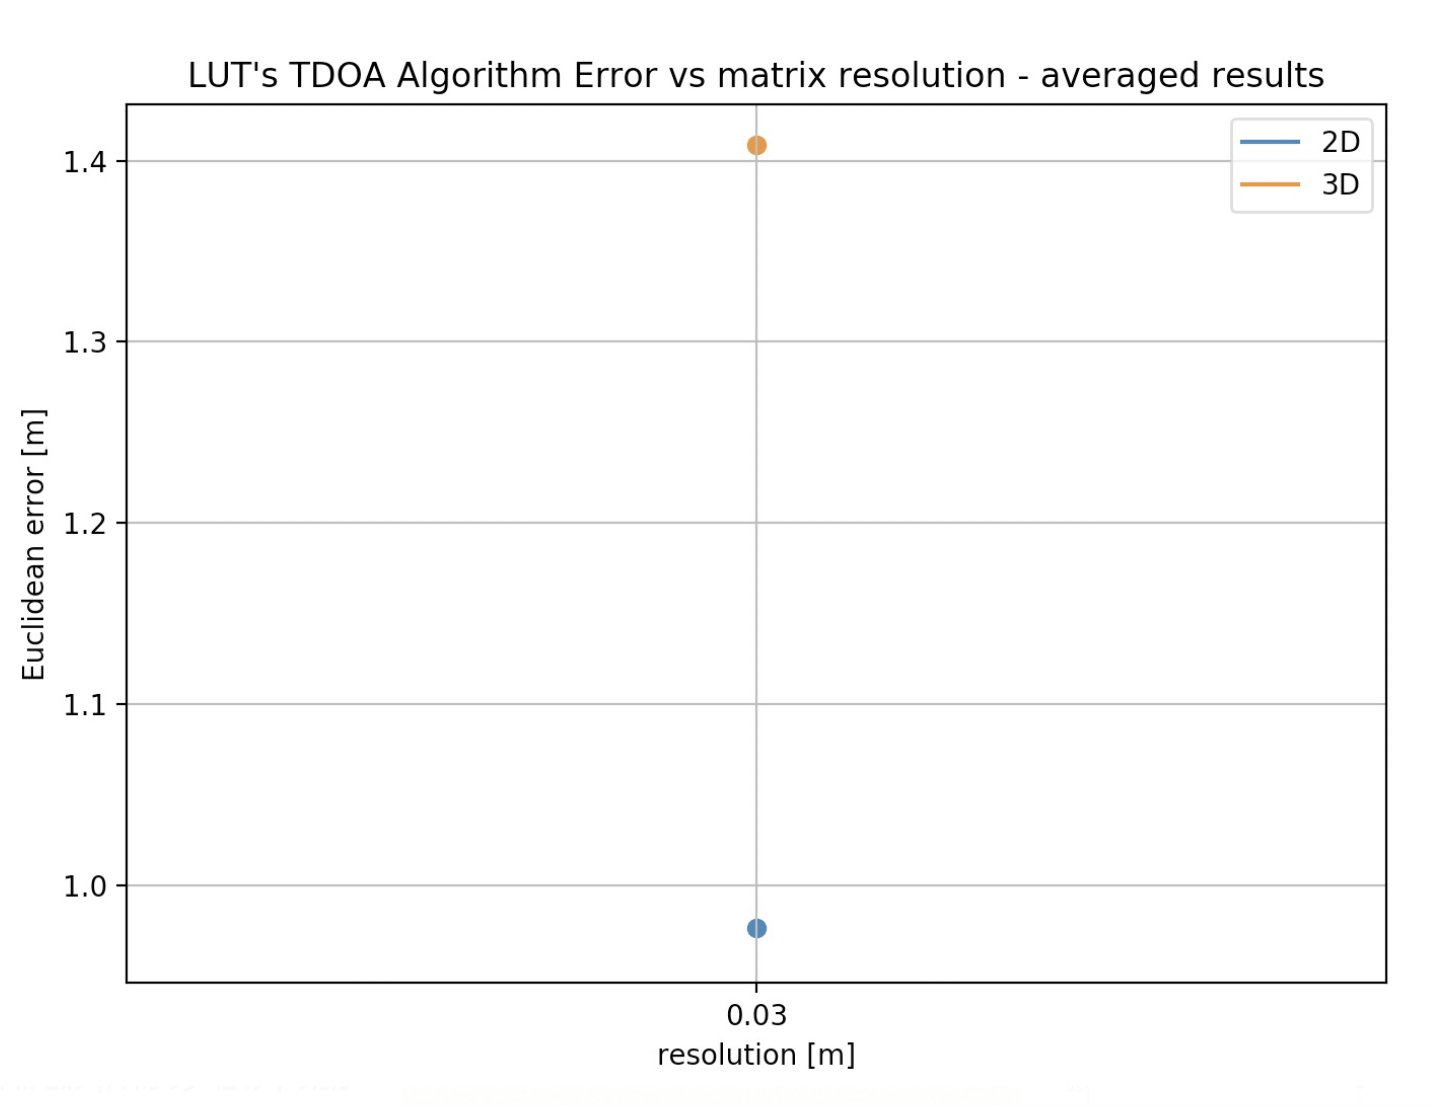 LUT's TDOA Algorithm Error vs matrix resolution - averaged results
2D
3D
1.4
1.3
1.2
1.1
1.0
Euclidean error [m]
0.03
resolution [m]